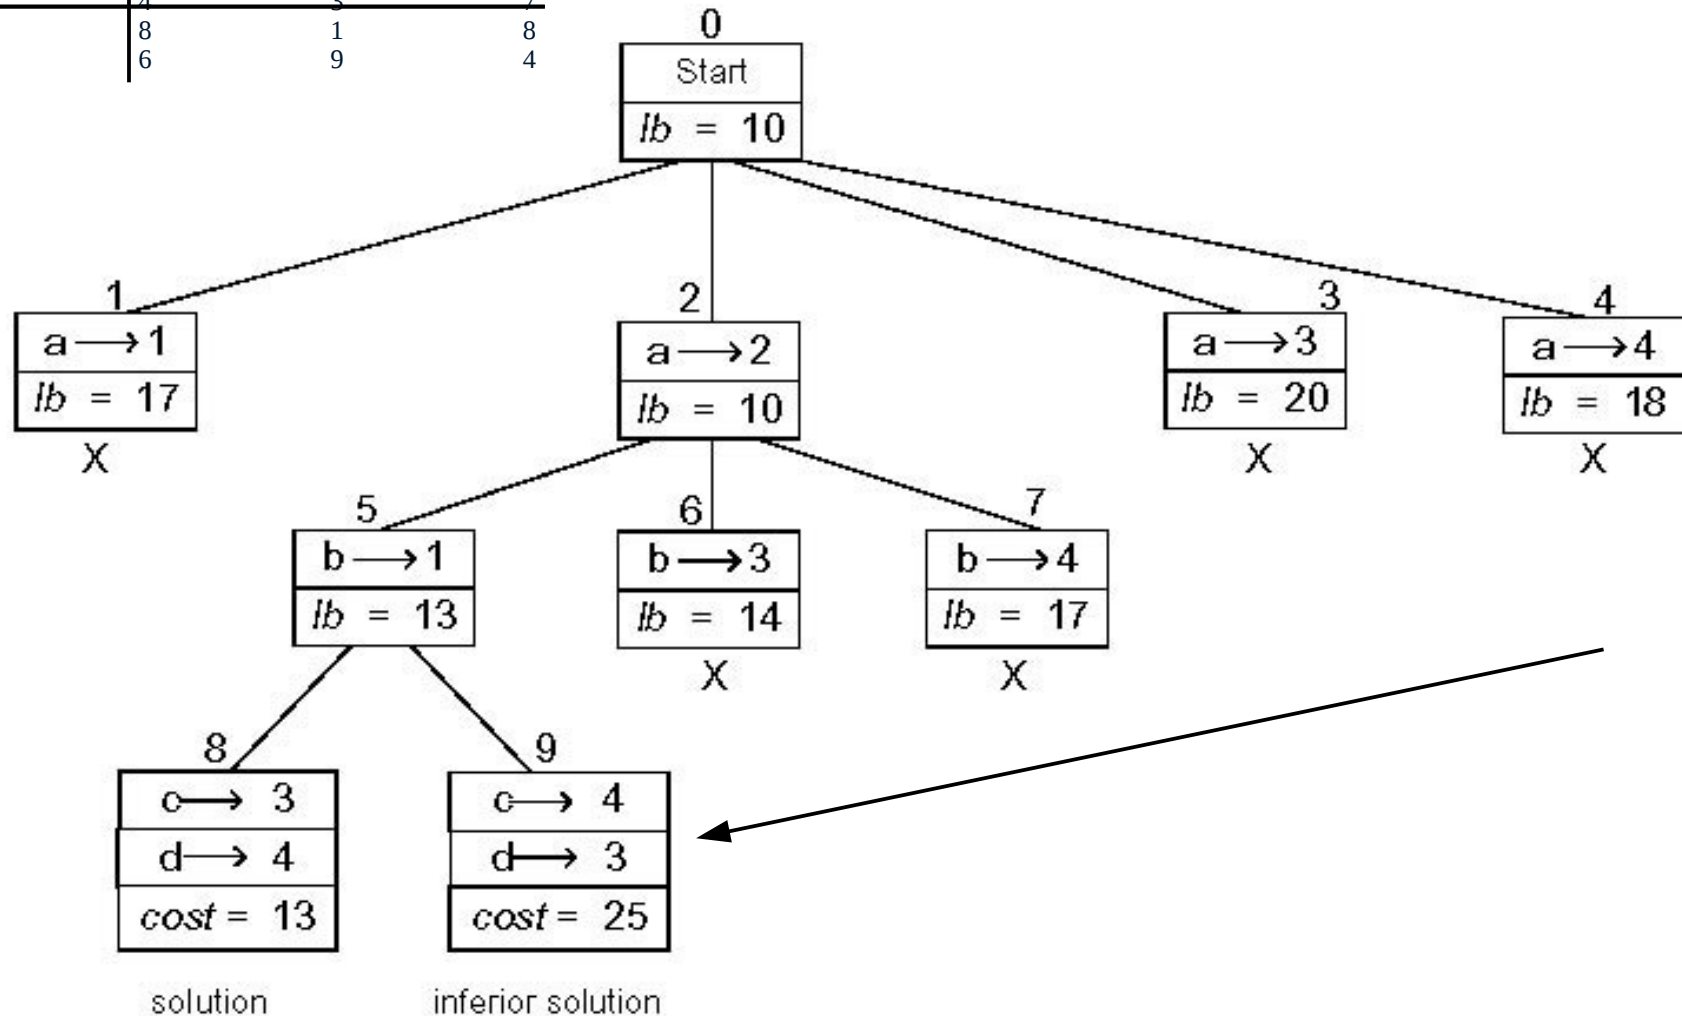 8 1 8
6 9 4
0
Start
lb = 10
1
a→1
lb = 17
X
2
a→2
lb = 10
3
a→3
lb = 20
X
4
a→4
lb = 18
X
5
b→1
lb = 13
6
b→3
lb = 14
X
7
b→4
lb = 17
X
8
c→ 3
d→ 4
cost = 13
solution
9
c→ 4
d→ 3
cost = 25
inferior solution